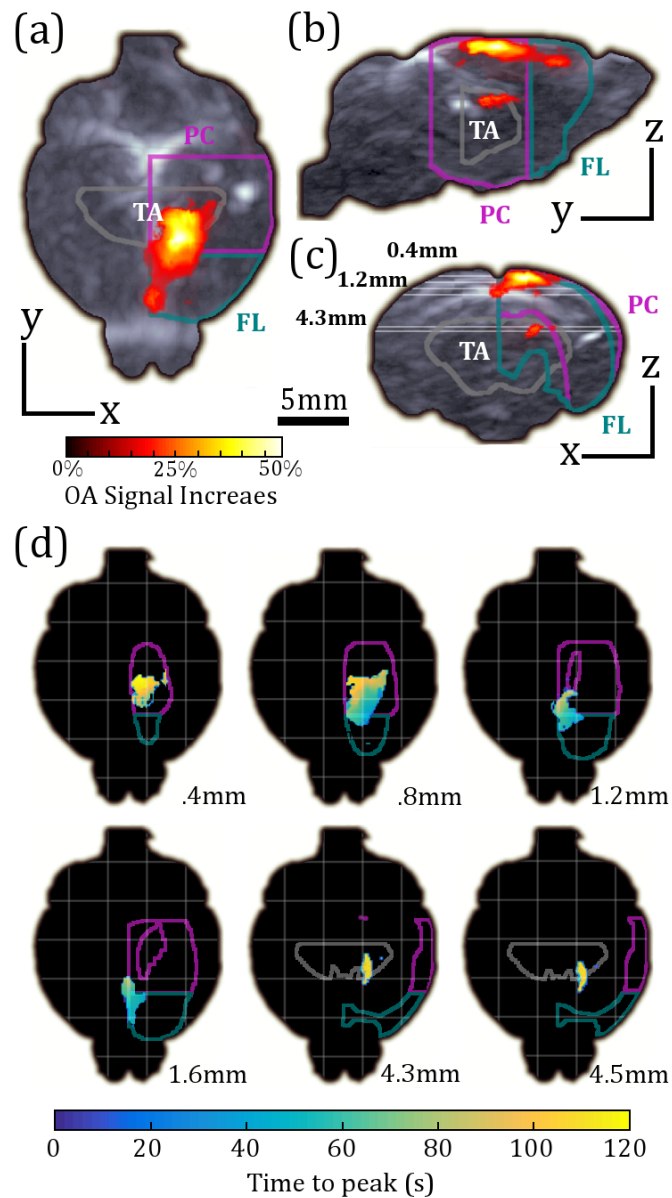 (a)
PC
TA
FL
y
x
5mm
0%
25%
50%
OA Signal Increaes
(b)
TA
FL
PC
z
y
(c)
0.4mm
1.2mm
4.3mm
PC
TA
FL
z
x
(d)
.4mm
.8mm
1.2mm
1.6mm
4.3mm
4.5mm
0 20 40 60 80 100 120
Time to peak (s)